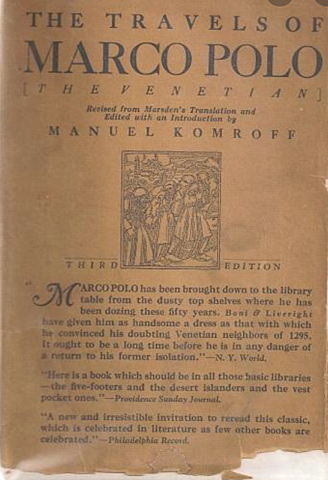 THE TRAVELS OF
MARCO POLO
[THE VENETIAN]
Revised from Marsden's Translation and
Edited with an Introduction by
MANUEL KOMROFF
THIRD EDITION
"MARCO POLO has been brought down to the library
table from the dusty top shelves where he has
been dozing these fifty years. Boni & Liveright
have given him as handsome a dress as that with which
he convinced his doubting Venetian neighbors of 1295.
It ought to be a long time before he is in any danger of
a return to his former isolation."—N. Y. World.
"Here is a book which should be in all those basic libraries
—the five-footers and the desert islanders and the vest
pocket ones."—Providence Sunday Journal.
"A new and irresistible invitation to reread this classic,
which is celebrated in literature as few other books are
celebrated."—Philadelphia Record.